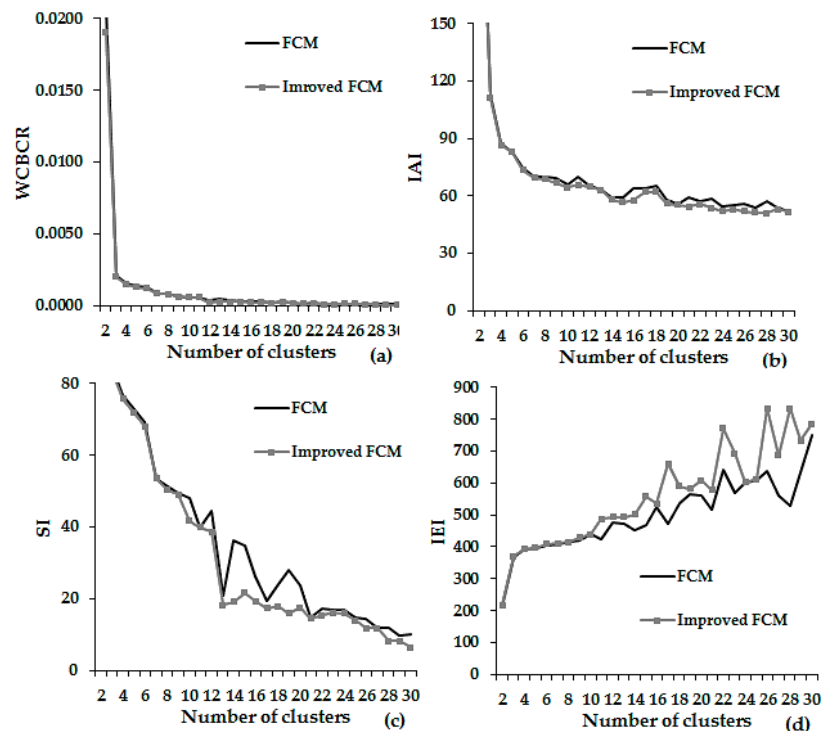 0.0200
0.0150
0.0100
0.0050
0.0000
WCBCR
FCM
Imroved FCM
2 4 6 8 10 12 14 16 18 20 22 24 26 28 30
Number of clusters (a)
150
120
90
60
30
IAI
FCM
Improved FCM
2 4 6 8 10 12 14 16 18 20 22 24 26 28 30
Number of clusters (b)
80
60
40
20
0
SI
FCM
Improved FCM
2 4 6 8 10 12 14 16 18 20 22 24 26 28 30
Number of clusters (c)
900
800
700
600
500
400
300
200
100
0
IEI
FCM
Improved FCM
2 4 6 8 10 12 14 16 18 20 22 24 26 28 30
Number of clusters (d)